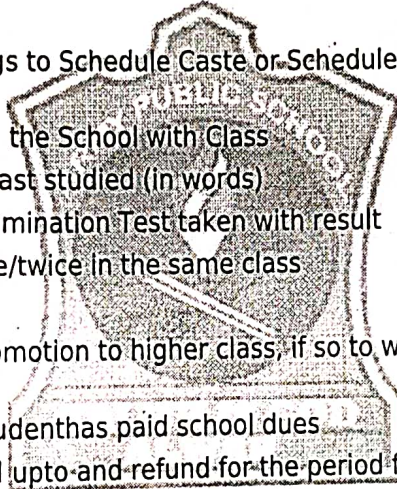 gs to Schedule Caste or Schedule
PUBLIC SCHOOL
the School with Class
ast studied (in words)
mination Test taken with result
e/twice in the same class
omotion to higher class, if so to w
udenthas paid school dues
upto and refund for the period f